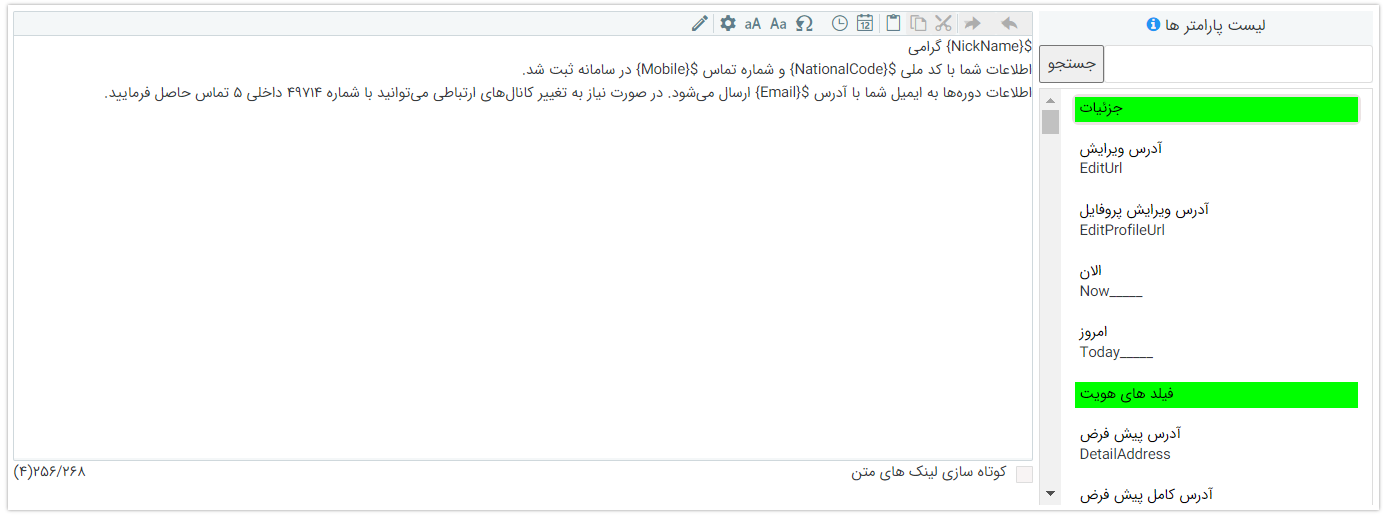 لیست پارامتر ها
جستجو
جزئیات
آدرس ویرایش
EditUrl
آدرس ویرایش پروفایل
EditProfileUrl
الان
Now_____
امروز
Today_____
فیلد های هویت
آدرس پیش فرض
DetailAddress
آدرس کامل پیش فرض
12
aA
Aa
${NickName} گرامی
اطلاعات شما با کد ملی ${NationalCode} و شماره تماس ${Mobile} در سامانه ثبت شد.
اطلاعات دوره‌ها به ایمیل شما با آدرس ${Email} ارسال می‌شود. در صورت نیاز به تغییر کانال‌های ارتباطی می‌توانید با شماره ۴۹۷۱۴ داخلی ۵ تماس حاصل فرمایید.
کوتاه سازی لینک های متن
۲۵۶/۲۶۸(۴)